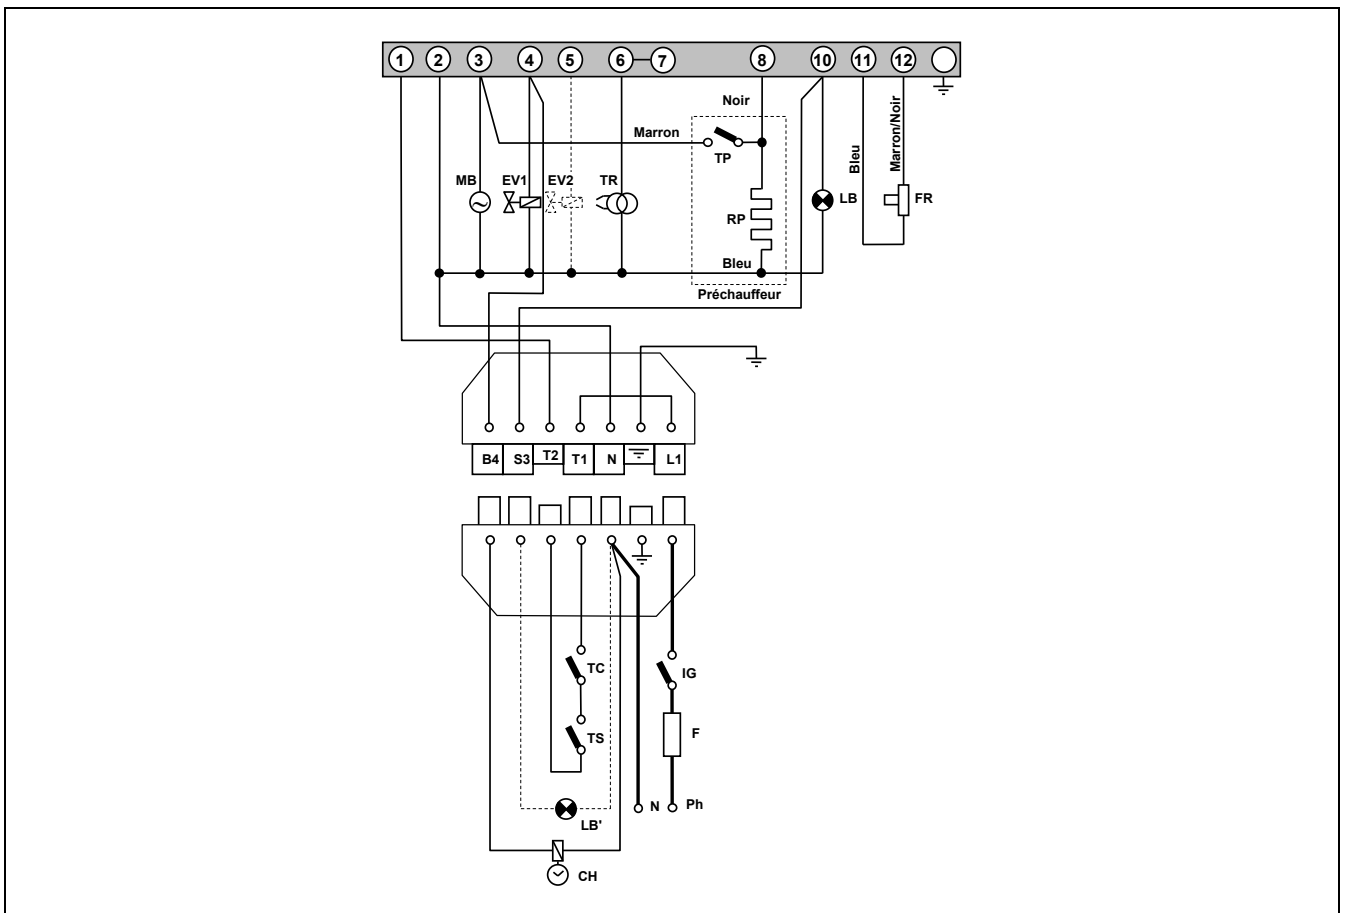 1 2 3 4 5 6 7 8 10 11 12
Noir
Marron
TP
Bleu
Marron/Noir
MB EV1 EV2 TR
RP
LB
FR
Bleu
Préchauffeur
B4 S3 T2 T1 N L1
TC
IG
TS
F
N Ph
LB'
CH